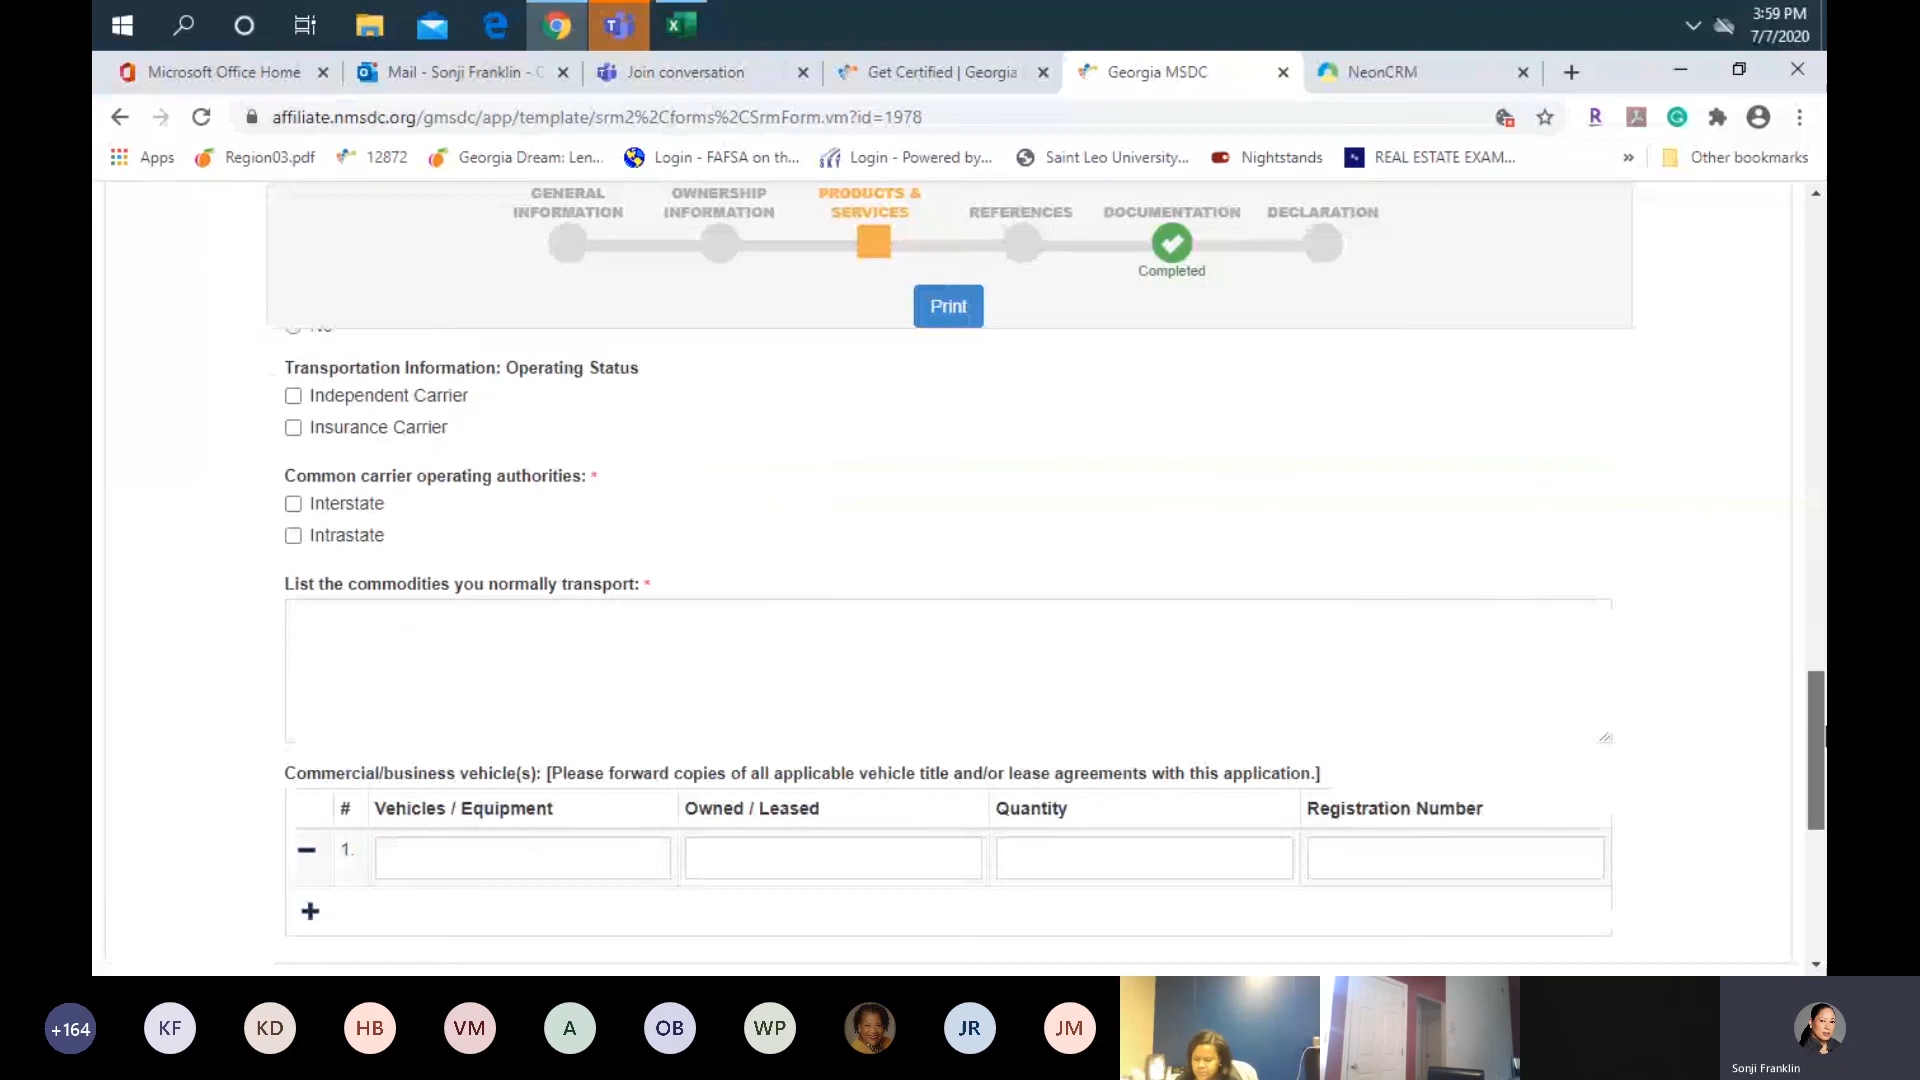 3:59 PM
7/7/2020
Microsoft Office Home
Mail - Sonji Franklin - C
Join conversation
Get Certified | Georgia
Georgia MSDC
NeonCRM
affiliate.nmsdc.org/gmsdc/app/template/srm2%2Cforms%2CSrmForm.vm?id=1978
Apps
Region03.pdf
12872
Georgia Dream: Len...
Login - FAFSA on th...
Login - Powered by...
Saint Leo University...
Nightstands
REAL ESTATE EXAM...
»
Other bookmarks
GENERAL INFORMATION
OWNERSHIP INFORMATION
PRODUCTS & SERVICES
REFERENCES
DOCUMENTATION
DECLARATION
Completed
Print
Transportation Information: Operating Status
Independent Carrier
Insurance Carrier
Common carrier operating authorities: *
Interstate
Intrastate
List the commodities you normally transport: *
Commercial/business vehicle(s): [Please forward copies of all applicable vehicle title and/or lease agreements with this application.]
# Vehicles / Equipment Owned / Leased Quantity Registration Number
1.
+164
KF
KD
HB
VM
A
OB
WP
JR
JM
Sonji Franklin